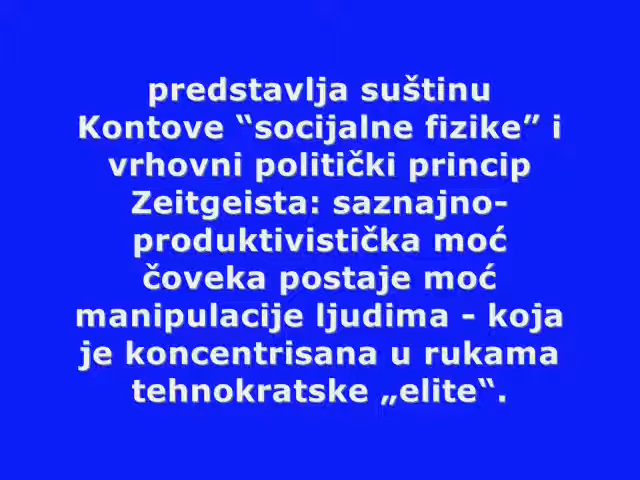 predstavlja suštinu
Kontove “socijalne fizike” i
vrhovni politički princip
Zeitgeista: saznajno-
produktivistička moć
čoveka postaje moć
manipulacije ljudima - koja
je koncentrisana u rukama
tehnokratske „elite“.